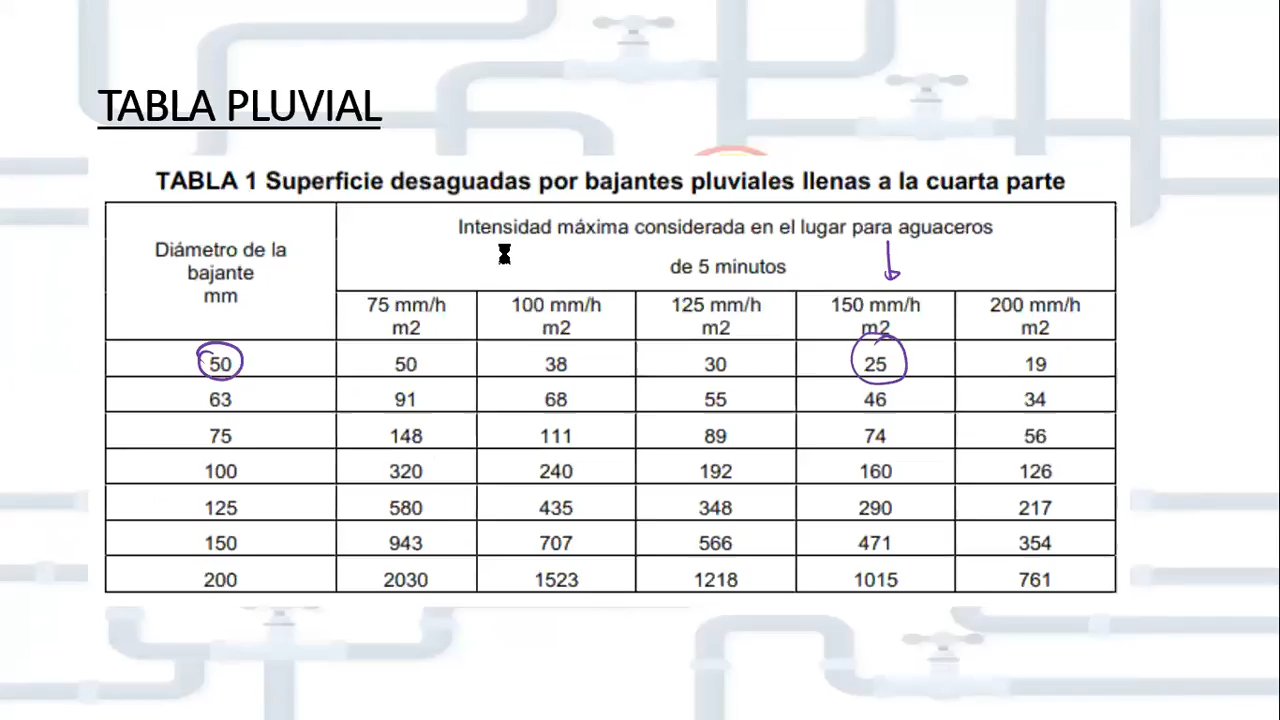 TABLA PLUVIAL
TABLA 1 Superficie desaguadas por bajantes pluviales llenas a la cuarta parte
Diámetro de la
bajante
mm
Intensidad máxima considerada en el lugar para aguaceros
de 5 minutos
75 mm/h 100 mm/h 125 mm/h 150 mm/h 200 mm/h
m2 m2 m2 m2 m2
50 50 38 30 25 19
63 91 68 55 46 34
75 148 111 89 74 56
100 320 240 192 160 126
125 580 435 348 290 217
150 943 707 566 471 354
200 2030 1523 1218 1015 761